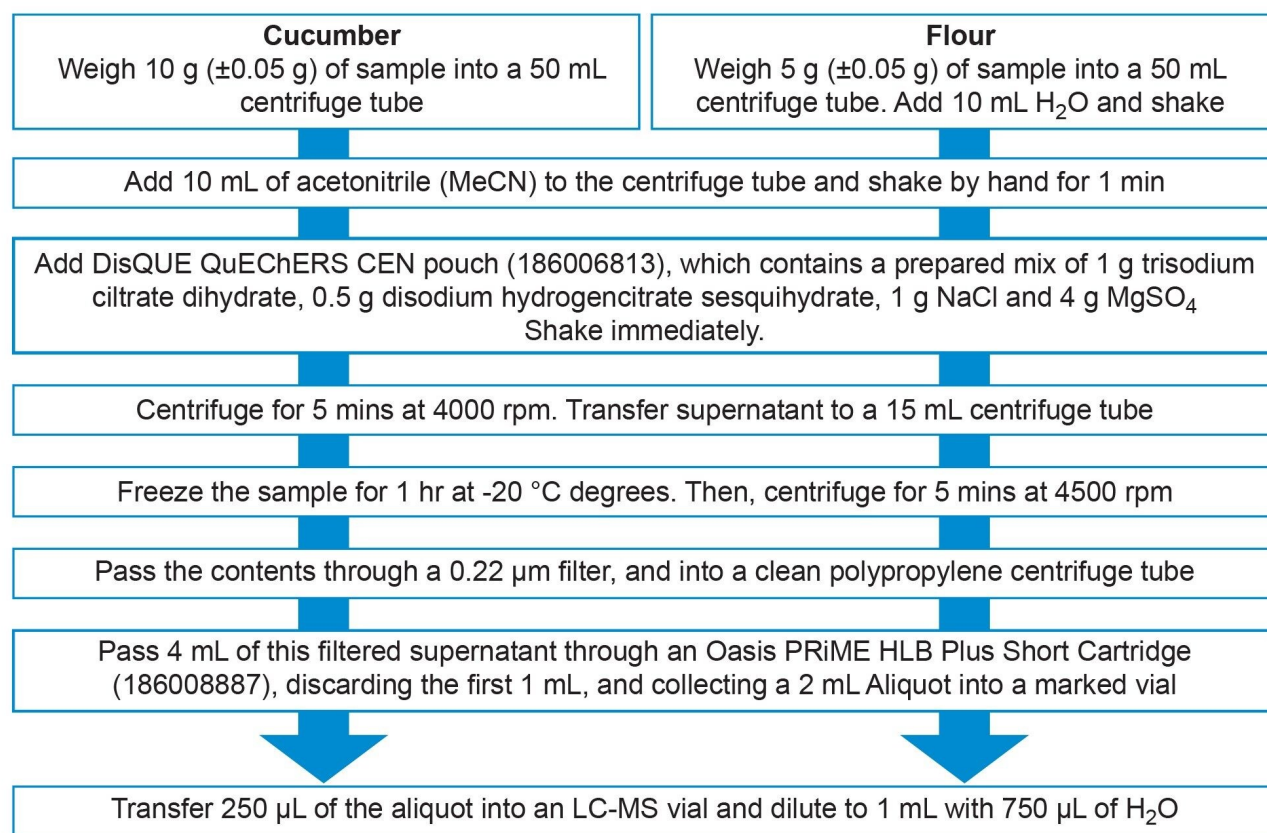 Cucumber
Weigh 10 g (±0.05 g) of sample into a 50 mL
centrifuge tube
Flour
Weigh 5 g (±0.05 g) of sample into a 50 mL
centrifuge tube. Add 10 mL H₂O and shake
Add 10 mL of acetonitrile (MeCN) to the centrifuge tube and shake by hand for 1 min
Add DisQUE QuEChERS CEN pouch (186006813), which contains a prepared mix of 1 g trisodium
ciltrate dihydrate, 0.5 g disodium hydrogencitrate sesquihydrate, 1 g NaCl and 4 g MgSO₄
Shake immediately.
Centrifuge for 5 mins at 4000 rpm. Transfer supernatant to a 15 mL centrifuge tube
Freeze the sample for 1 hr at -20 °C degrees. Then, centrifuge for 5 mins at 4500 rpm
Pass the contents through a 0.22 µm filter, and into a clean polypropylene centrifuge tube
Pass 4 mL of this filtered supernatant through an Oasis PRiME HLB Plus Short Cartridge
(186008887), discarding the first 1 mL, and collecting a 2 mL Aliquot into a marked vial
Transfer 250 µL of the aliquot into an LC-MS vial and dilute to 1 mL with 750 µL of H₂O